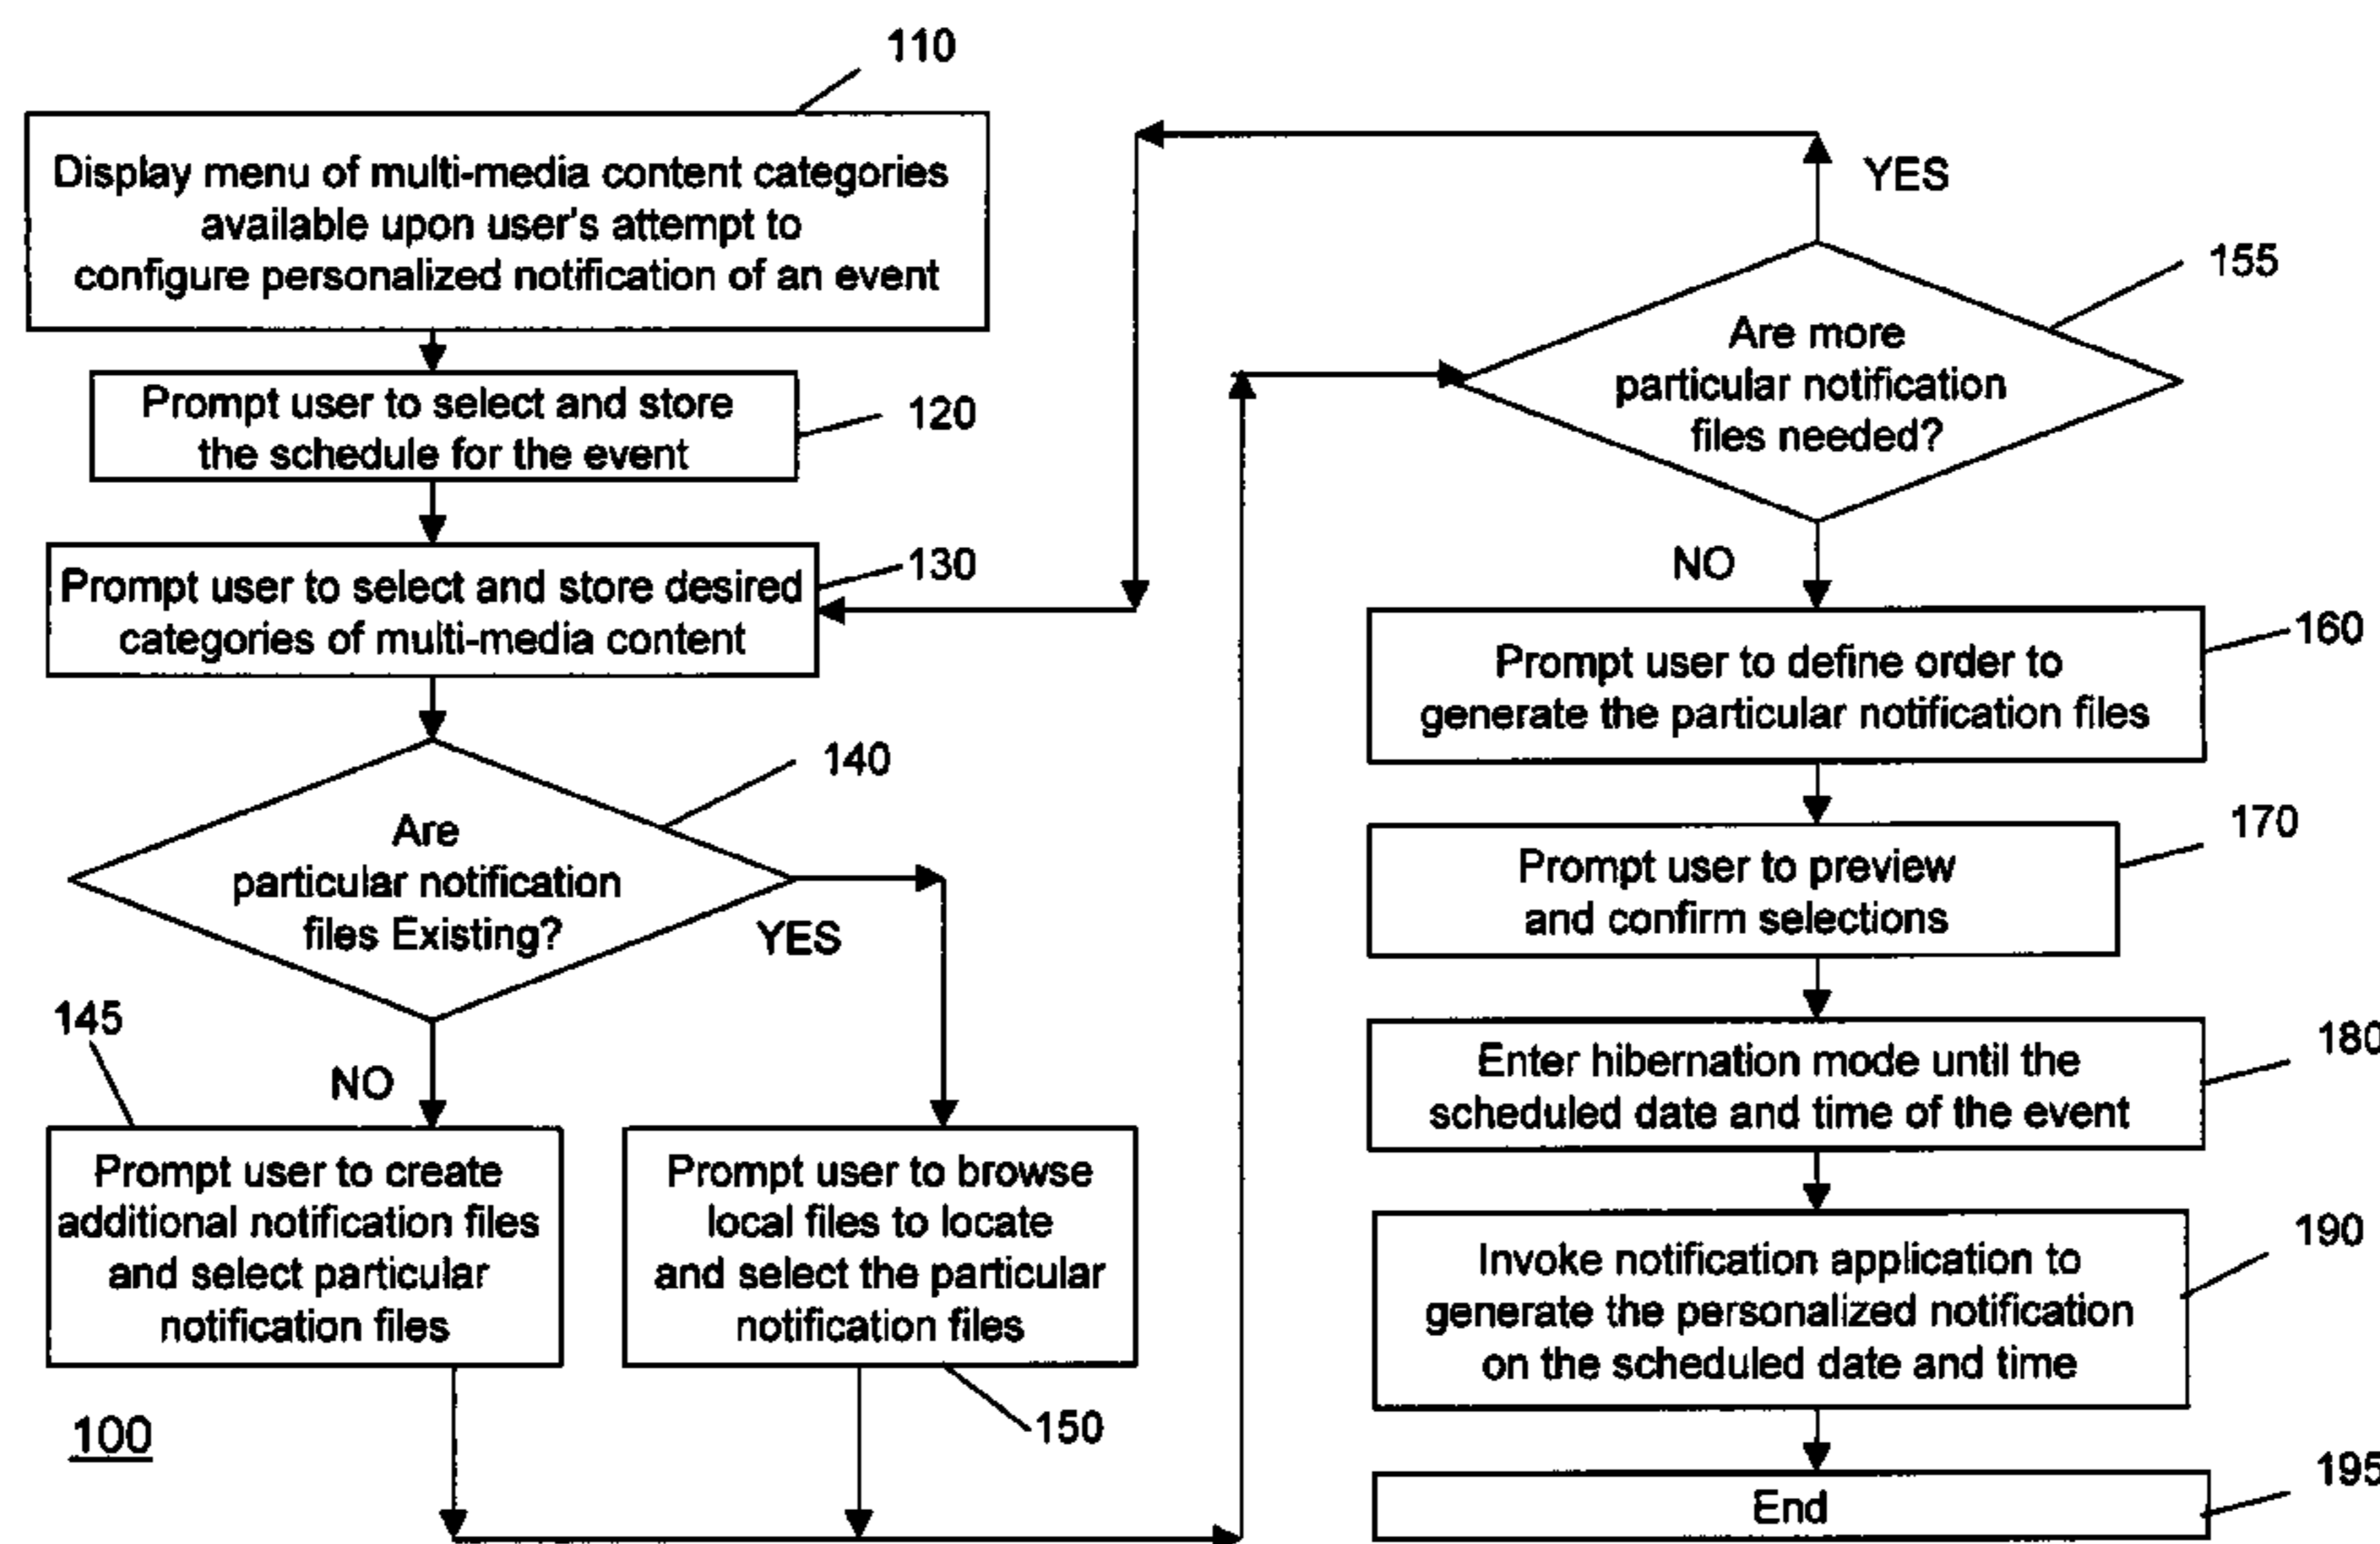 110
Display menu of multi-media content categories
available upon user's attempt to
configure personalized notification of an event
Prompt user to select and store
the schedule for the event
120
Prompt user to select and store desired
categories of multi-media content
130
Are
particular notification
files Existing?
140
YES
NO
145
Prompt user to create
additional notification files
and select particular
notification files
Prompt user to browse
local files to locate
and select the particular
notification files
150
100
YES
155
Are more
particular notification
files needed?
NO
160
Prompt user to define order to
generate the particular notification files
170
Prompt user to preview
and confirm selections
180
Enter hibernation mode until the
scheduled date and time of the event
190
Invoke notification application to
generate the personalized notification
on the scheduled date and time
195
End